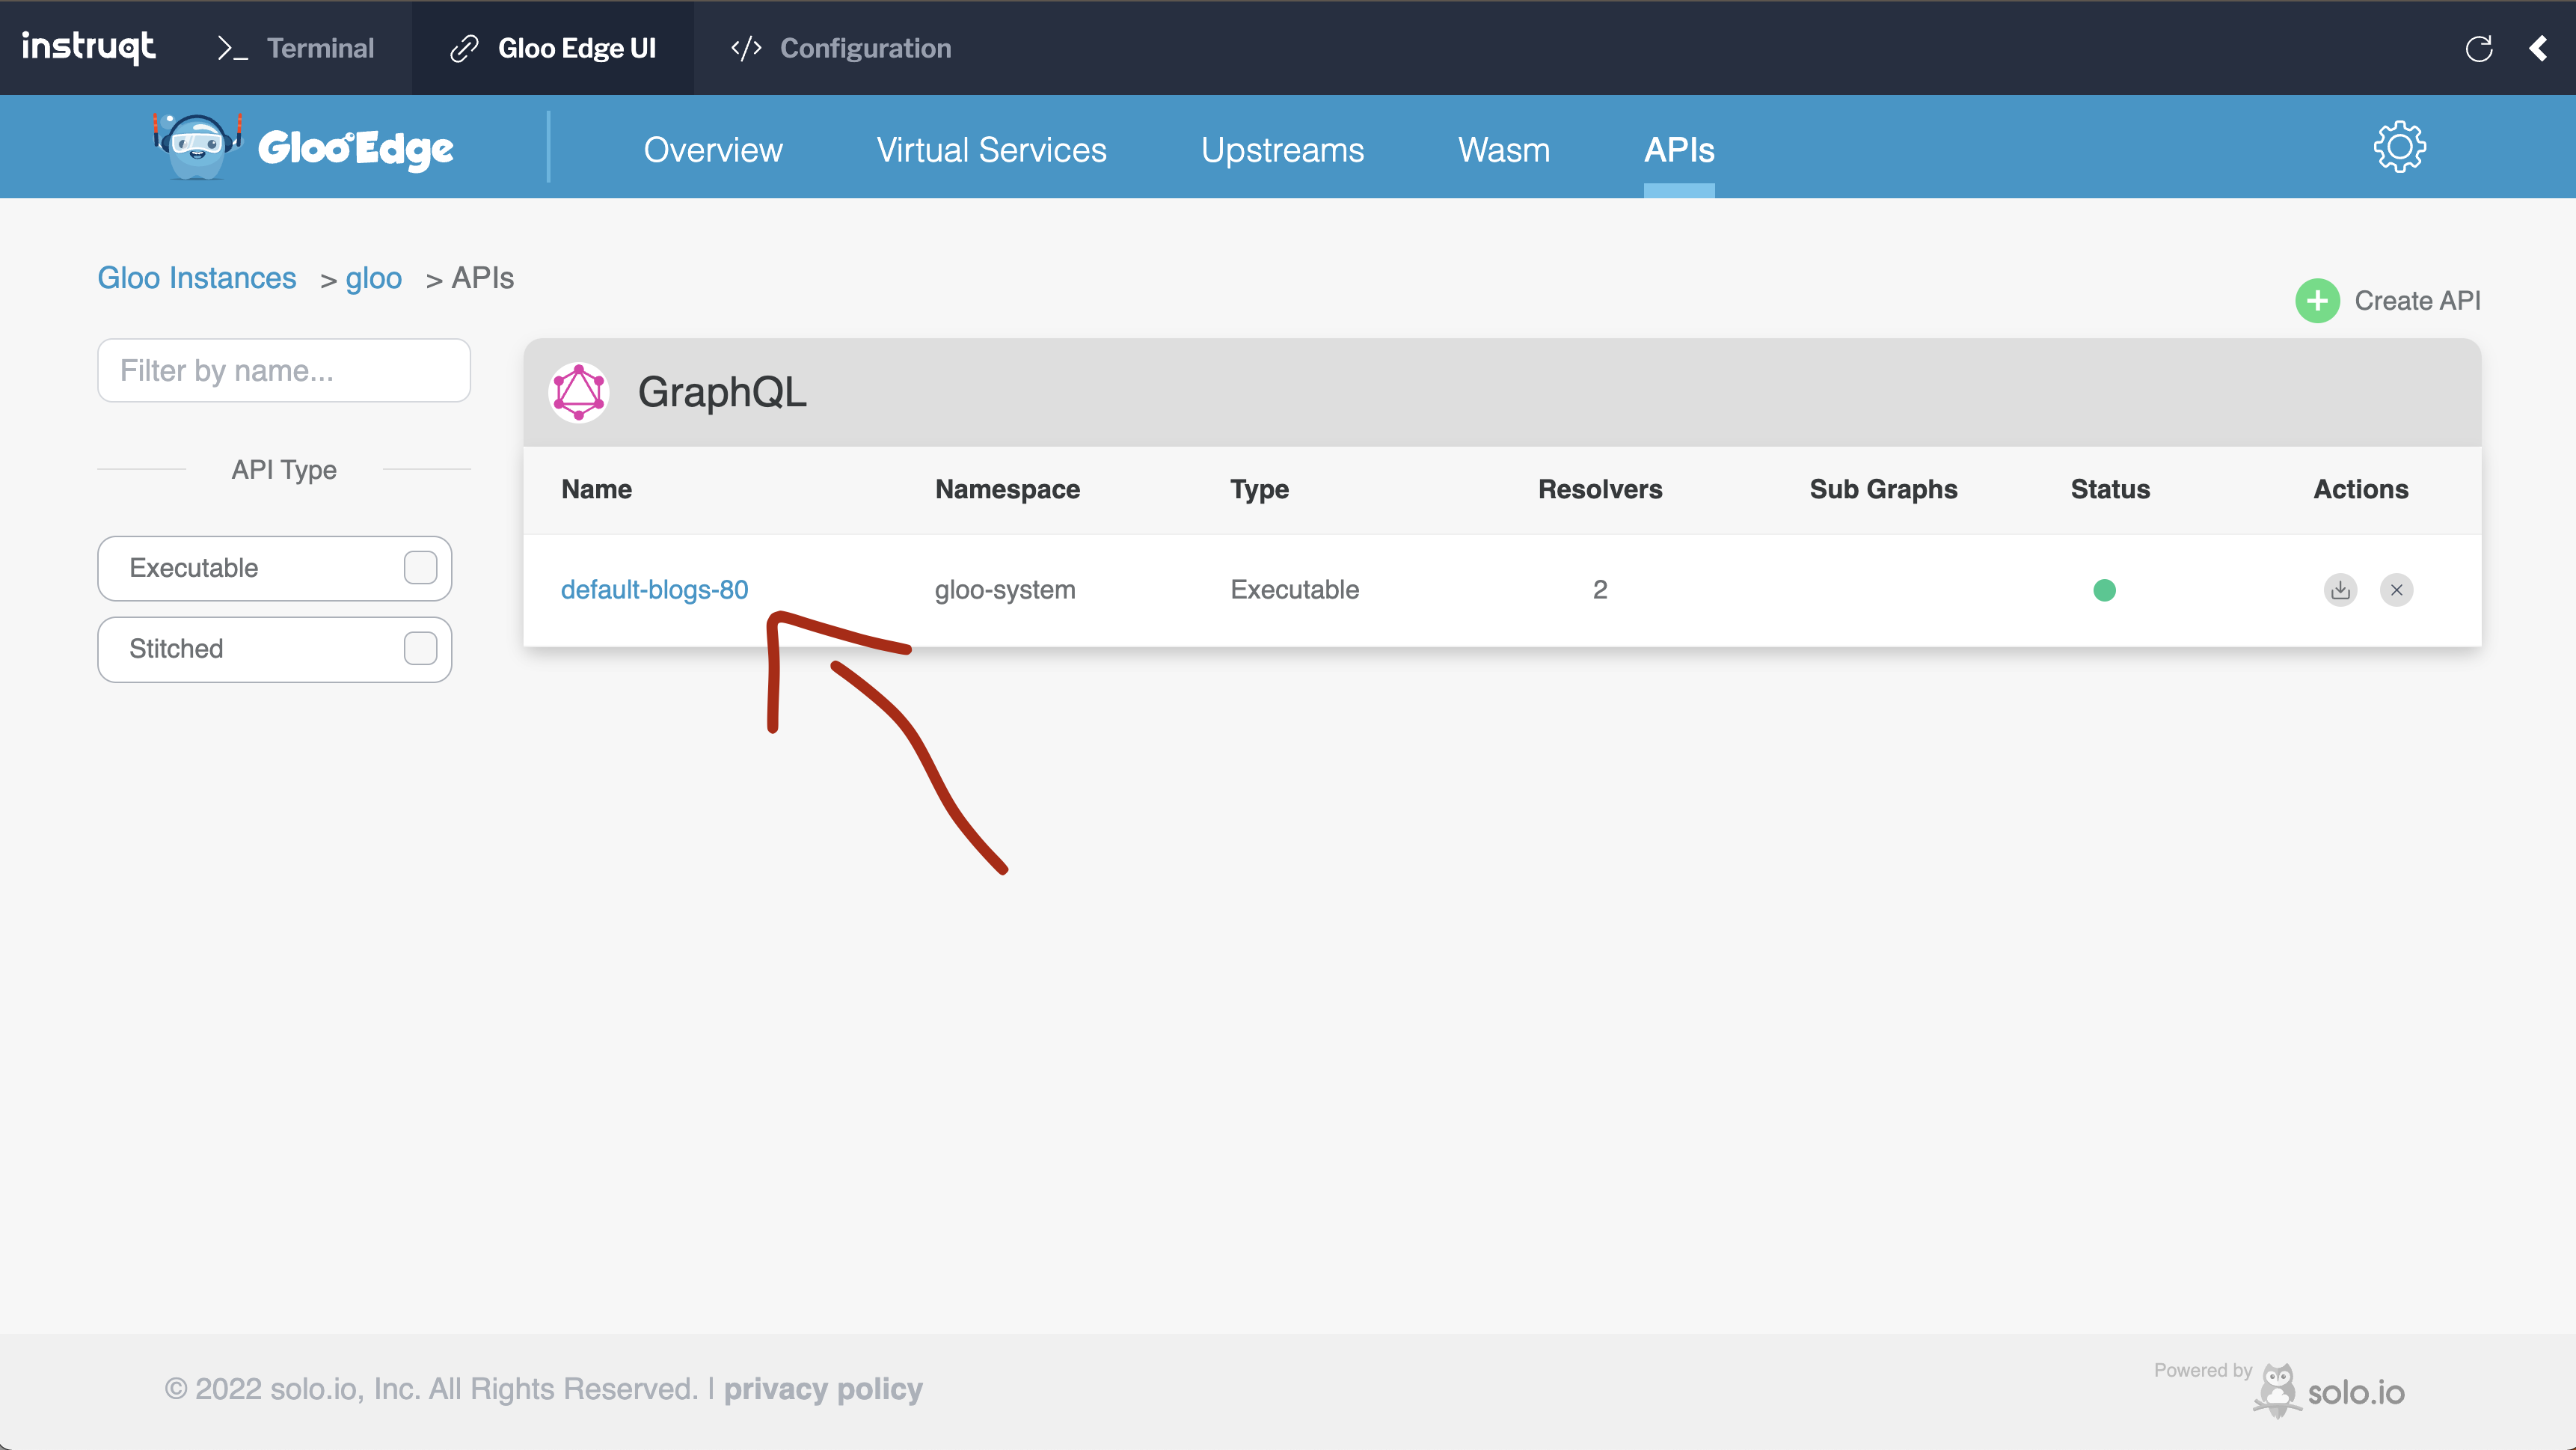 instruqt >_ Terminal Gloo Edge UI </> Configuration
Gloo Edge Overview Virtual Services Upstreams Wasm APIs
Gloo Instances > gloo > APIs
Create API
Filter by name...
GraphQL
API Type
Name Namespace Type Resolvers Sub Graphs Status Actions
Executable
default-blogs-80 gloo-system Executable 2
Stitched
© 2022 solo.io, Inc. All Rights Reserved. | privacy policy
Powered by
solo.io